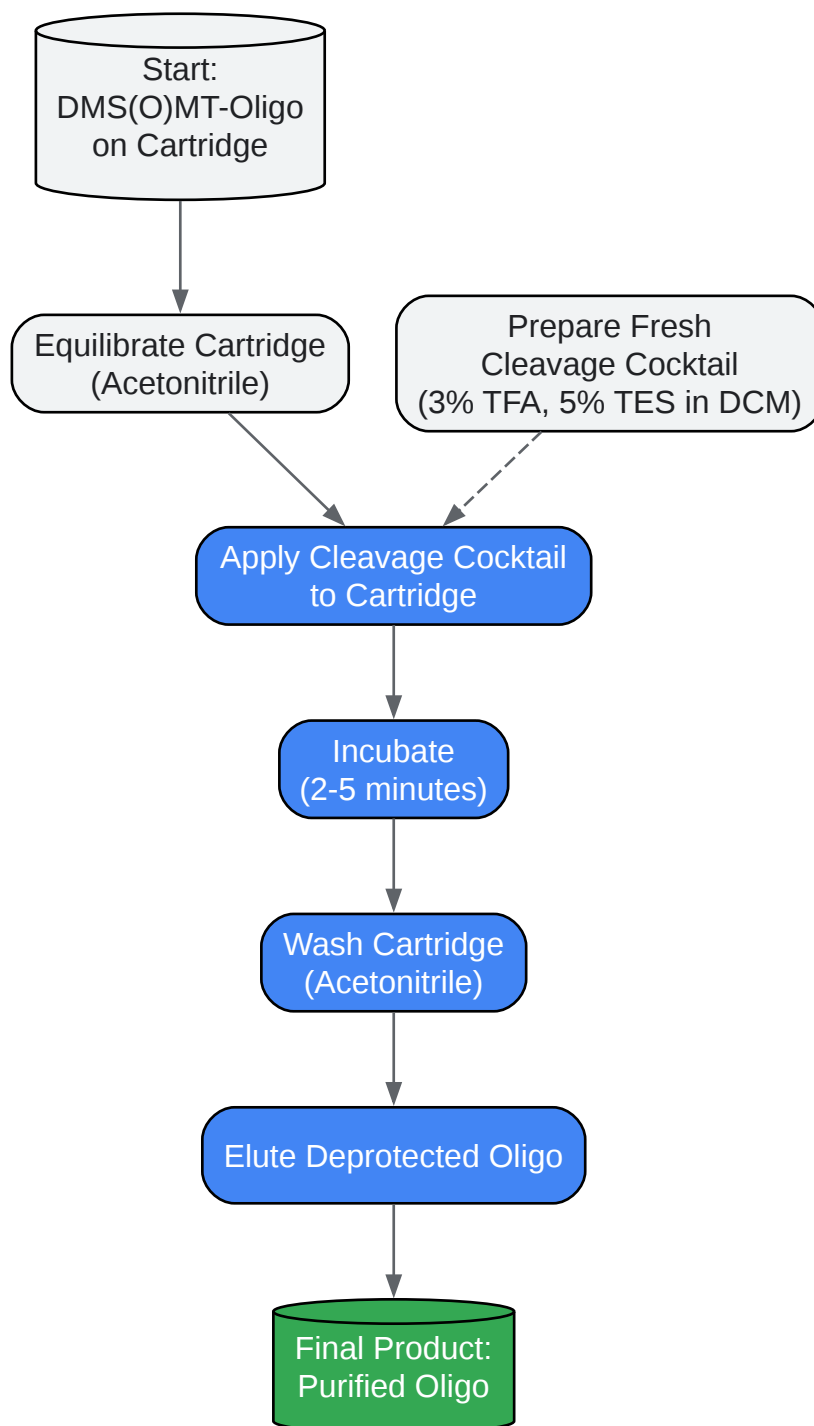 Start:
DMS(O)MT-Oligo
on Cartridge
Equilibrate Cartridge
(Acetonitrile)
Prepare Fresh
Cleavage Cocktail
(3% TFA, 5% TES in DCM)
Apply Cleavage Cocktail
to Cartridge
Incubate
(2-5 minutes)
Wash Cartridge
(Acetonitrile)
Elute Deprotected Oligo
Final Product:
Purified Oligo